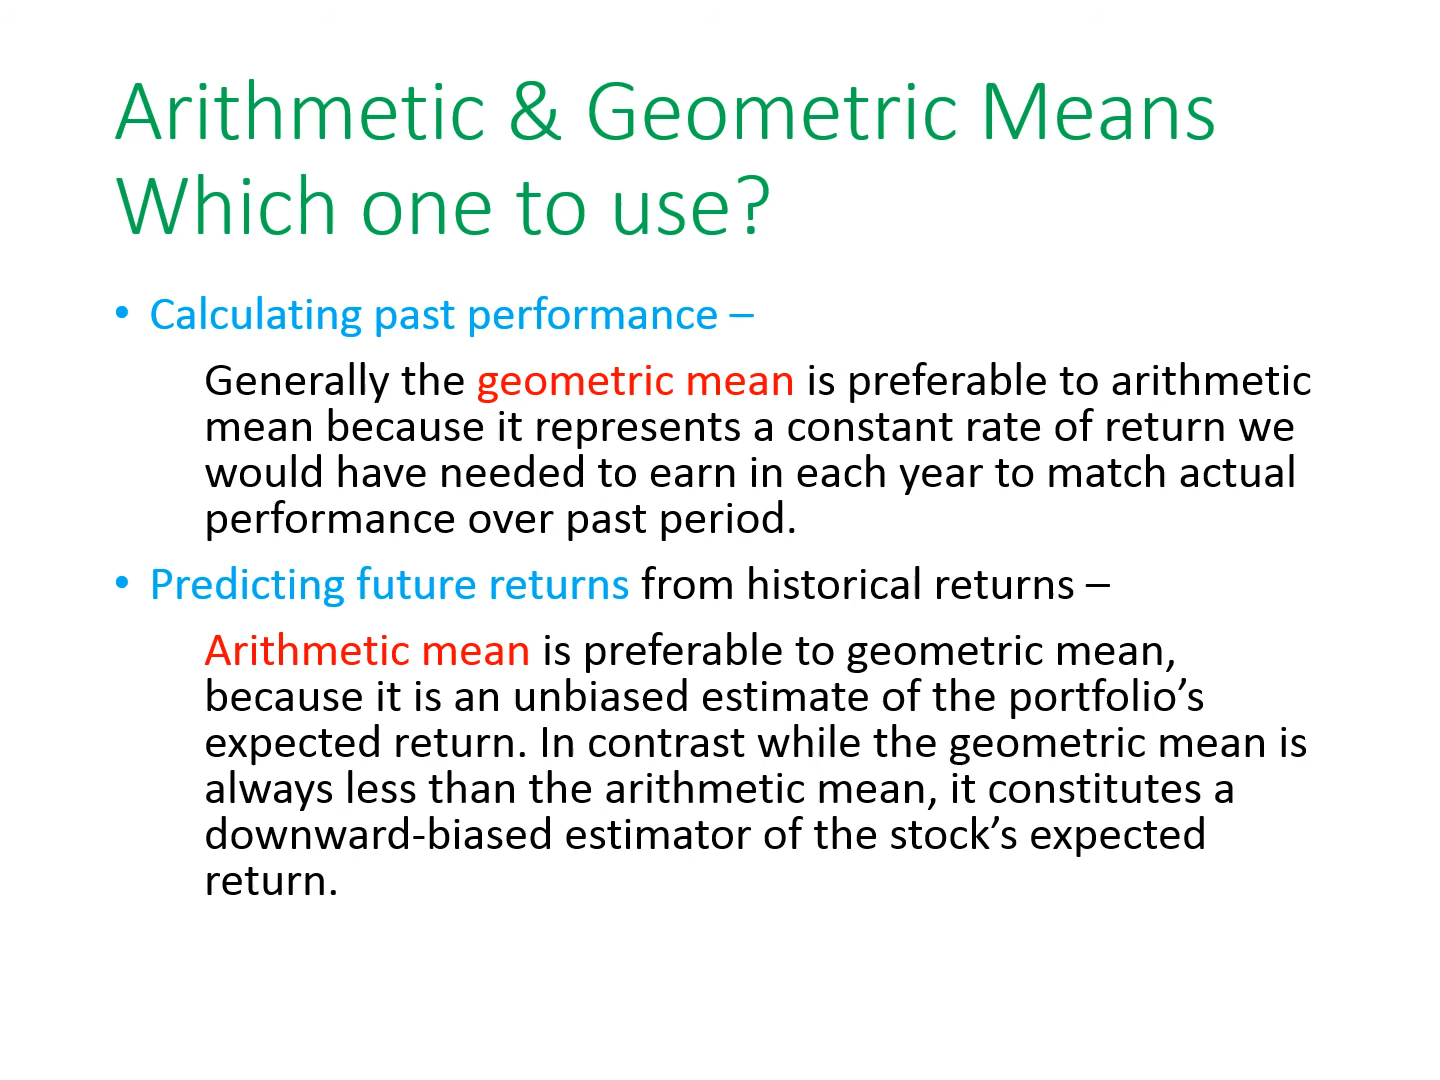 Arithmetic & Geometric Means
Which one to use?
• Calculating past performance –
Generally the geometric mean is preferable to arithmetic
mean because it represents a constant rate of return we
would have needed to earn in each year to match actual
performance over past period.
• Predicting future returns from historical returns –
Arithmetic mean is preferable to geometric mean,
because it is an unbiased estimate of the portfolio’s
expected return. In contrast while the geometric mean is
always less than the arithmetic mean, it constitutes a
downward-biased estimator of the stock’s expected
return.